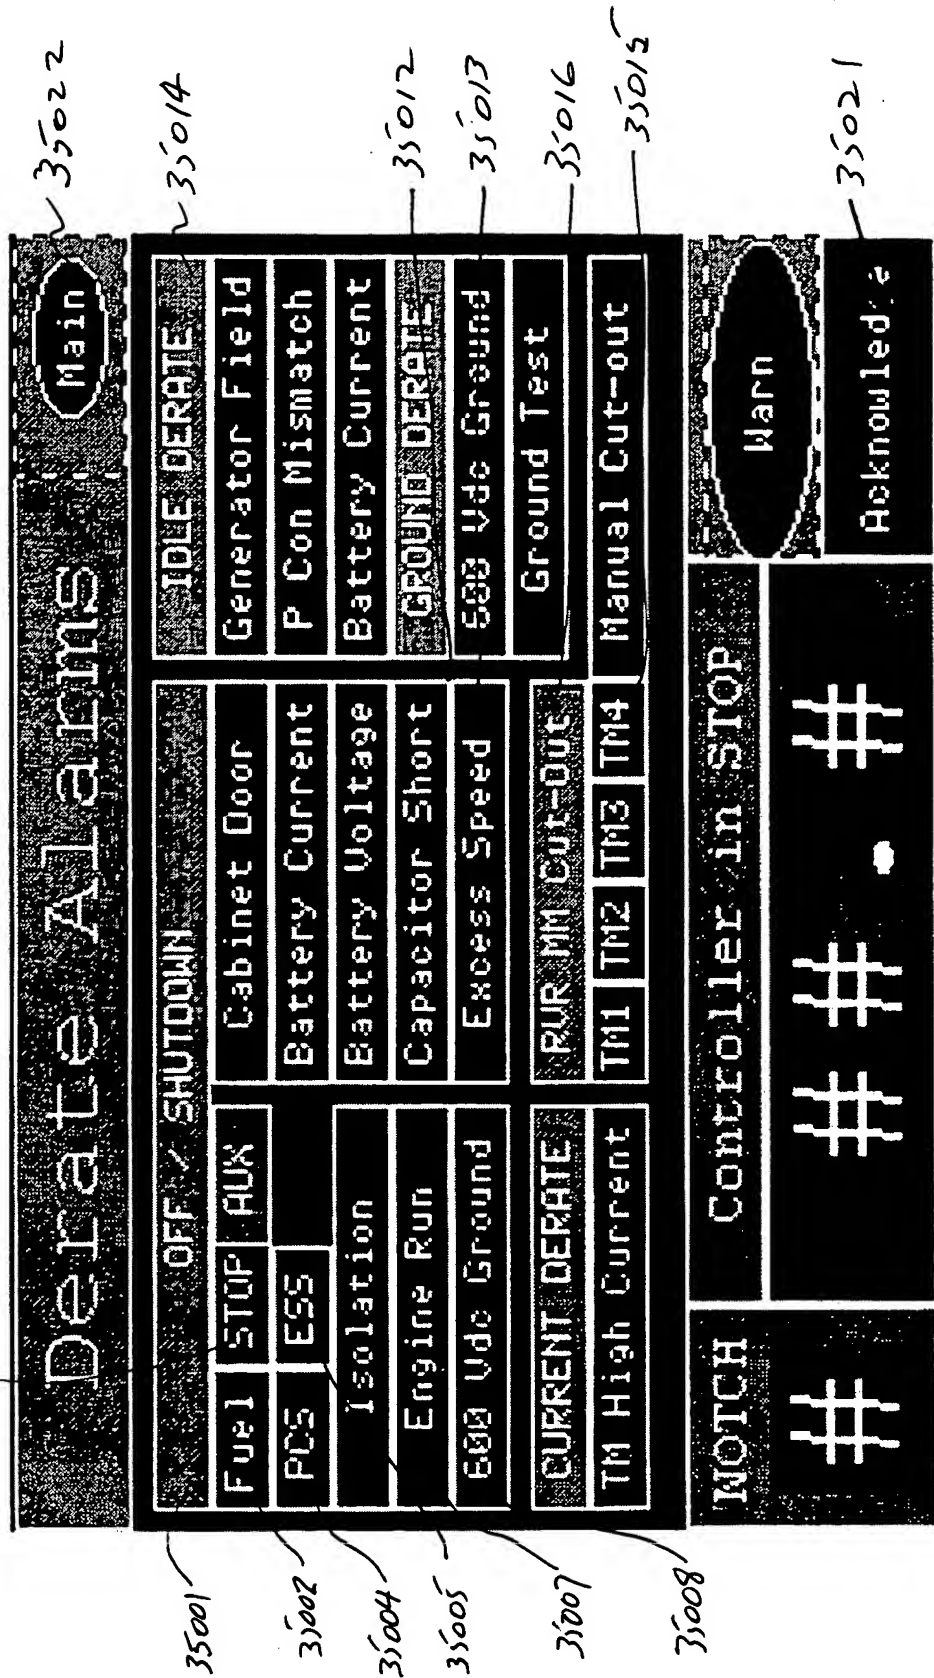 Derate Alarms
Main
OFF / SHUTDOWN
Fuel
STOP
AUX
PCS
ESS
Isolation
Engine Run
600 Vdc Ground
Cabinet Door
Battery Current
Battery Voltage
Capacitor Short
Excess Speed
IDLE DERATE
Generator Field
P Con Mismatch
Battery Current
GROUND DERATE
600 Vdc Ground
Ground Test
CURRENT DERATE
TM High Current
RVR MM Cut-Out
TM1
TM2
TM3
TM4
Manual Cut-out
NOTCH
#
Controller in STOP
##.#
Warn
35001
35002
35004
35005
35007
35008
35022
35014
35012
35013
35016
35015
35021